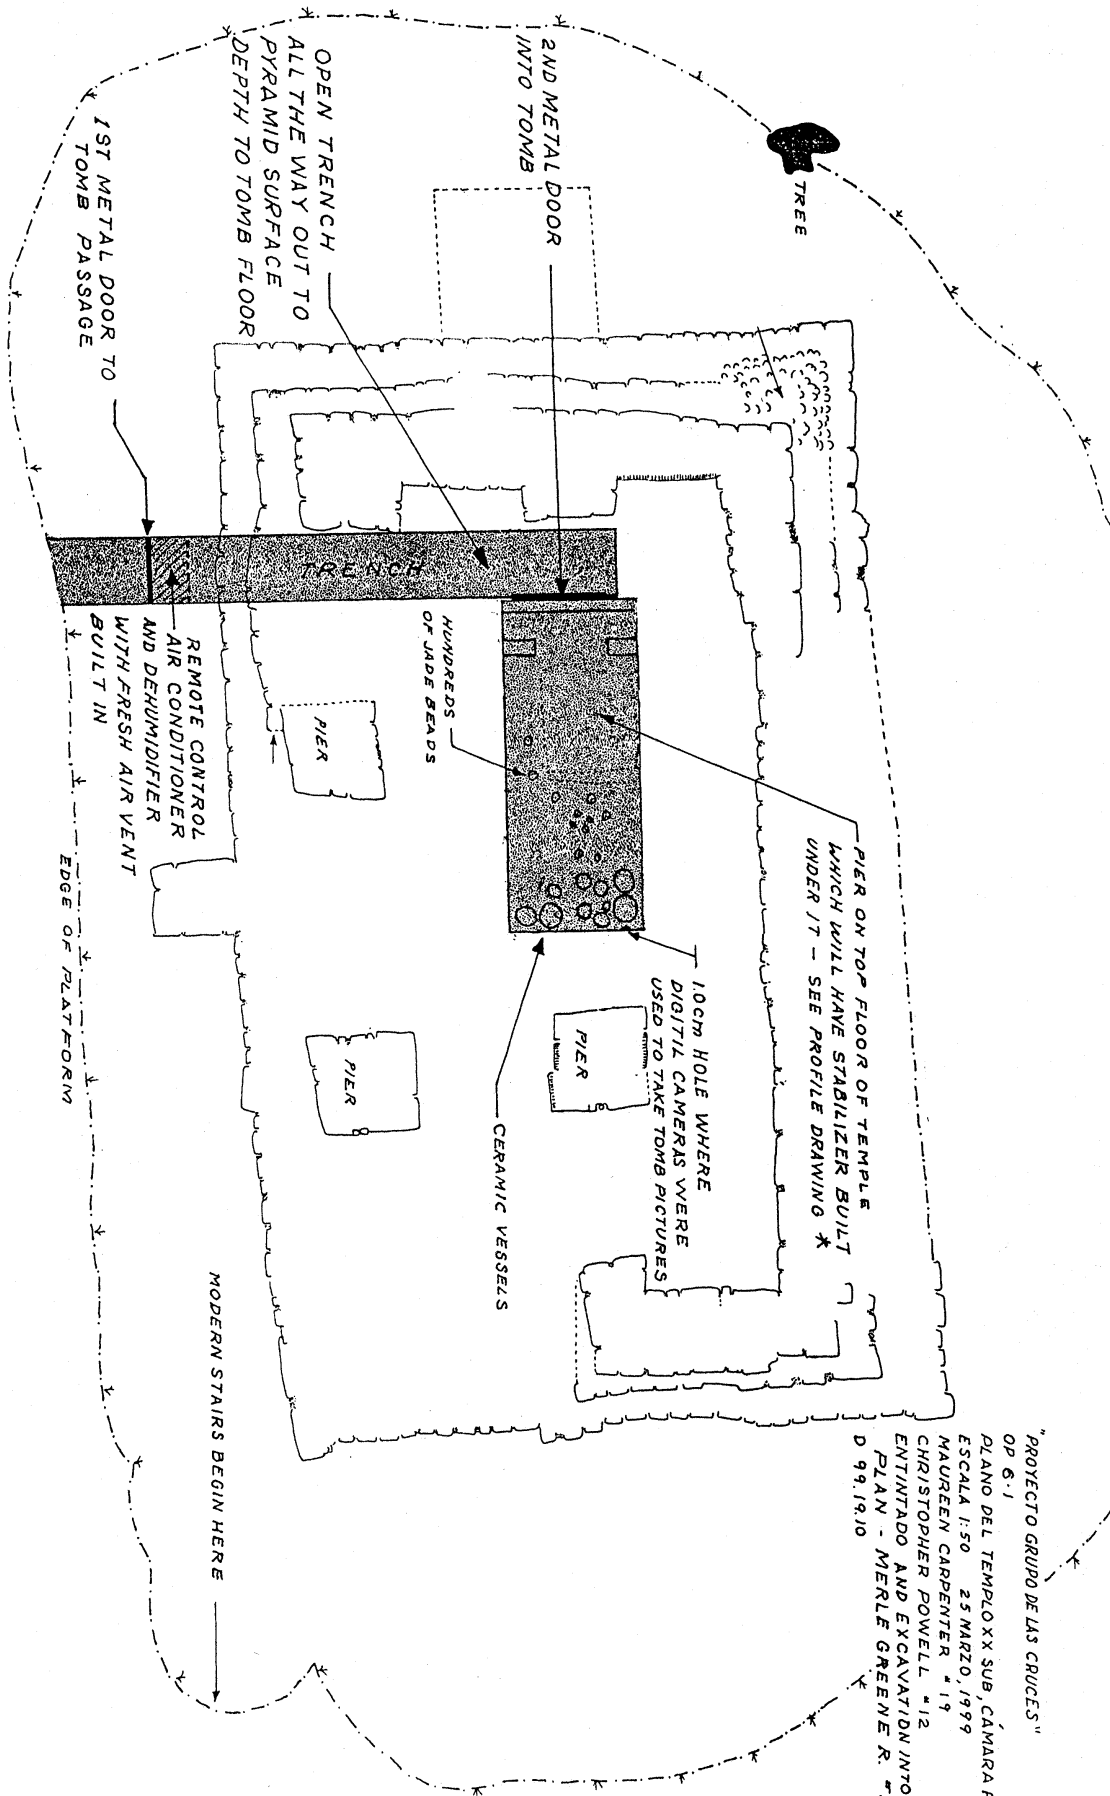 "PROYECTO GRUPO DE LAS CRUCES"
OP 6-1
PLANO DEL TEMPLO XX SUB, CÁMARA
ESCALA 1:50 25 MARZO, 1999
MAUREEN CARPENTER #19
CHRISTOPHER POWELL #12
ENTINTADO AND EXCAVATION INTO
PLAN - MERLE GREENE R.
D 99.19.10
TREE
2ND METAL DOOR
INTO TOMB
OPEN TRENCH
ALL THE WAY OUT TO
PYRAMID SURFACE
DEPTH TO TOMB FLOOR
1ST METAL DOOR TO
TOMB PASSAGE
TRENCH
PIER ON TOP FLOOR OF TEMPLE
WHICH WILL HAVE STABILIZER BUILT
UNDER IT - SEE PROFILE DRAWING *
HUNDREDS
OF JADE BEADS
REMOTE CONTROL
AIR CONDITIONER
AND DEHUMIDIFIER
WITH FRESH AIR VENT
BUILT IN
PIER
10cm HOLE WHERE
DIGITIL CAMERAS WERE
USED TO TAKE TOMB PICTURES
PIER
PIER
CERAMIC VESSELS
EDGE OF PLATFORM
MODERN STAIRS BEGIN HERE